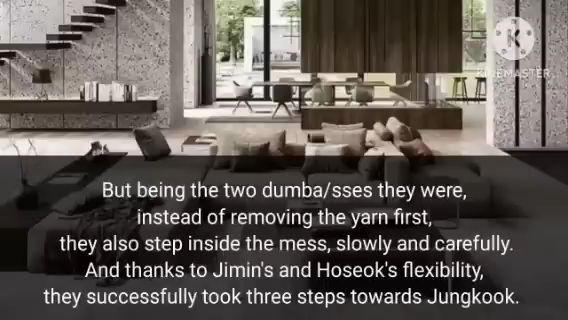 KINEMASTER
But being the two dumba/sses they were,
instead of removing the yarn first,
they also step inside the mess, slowly and carefully.
And thanks to Jimin's and Hoseok's flexibility,
they successfully took three steps towards Jungkook.